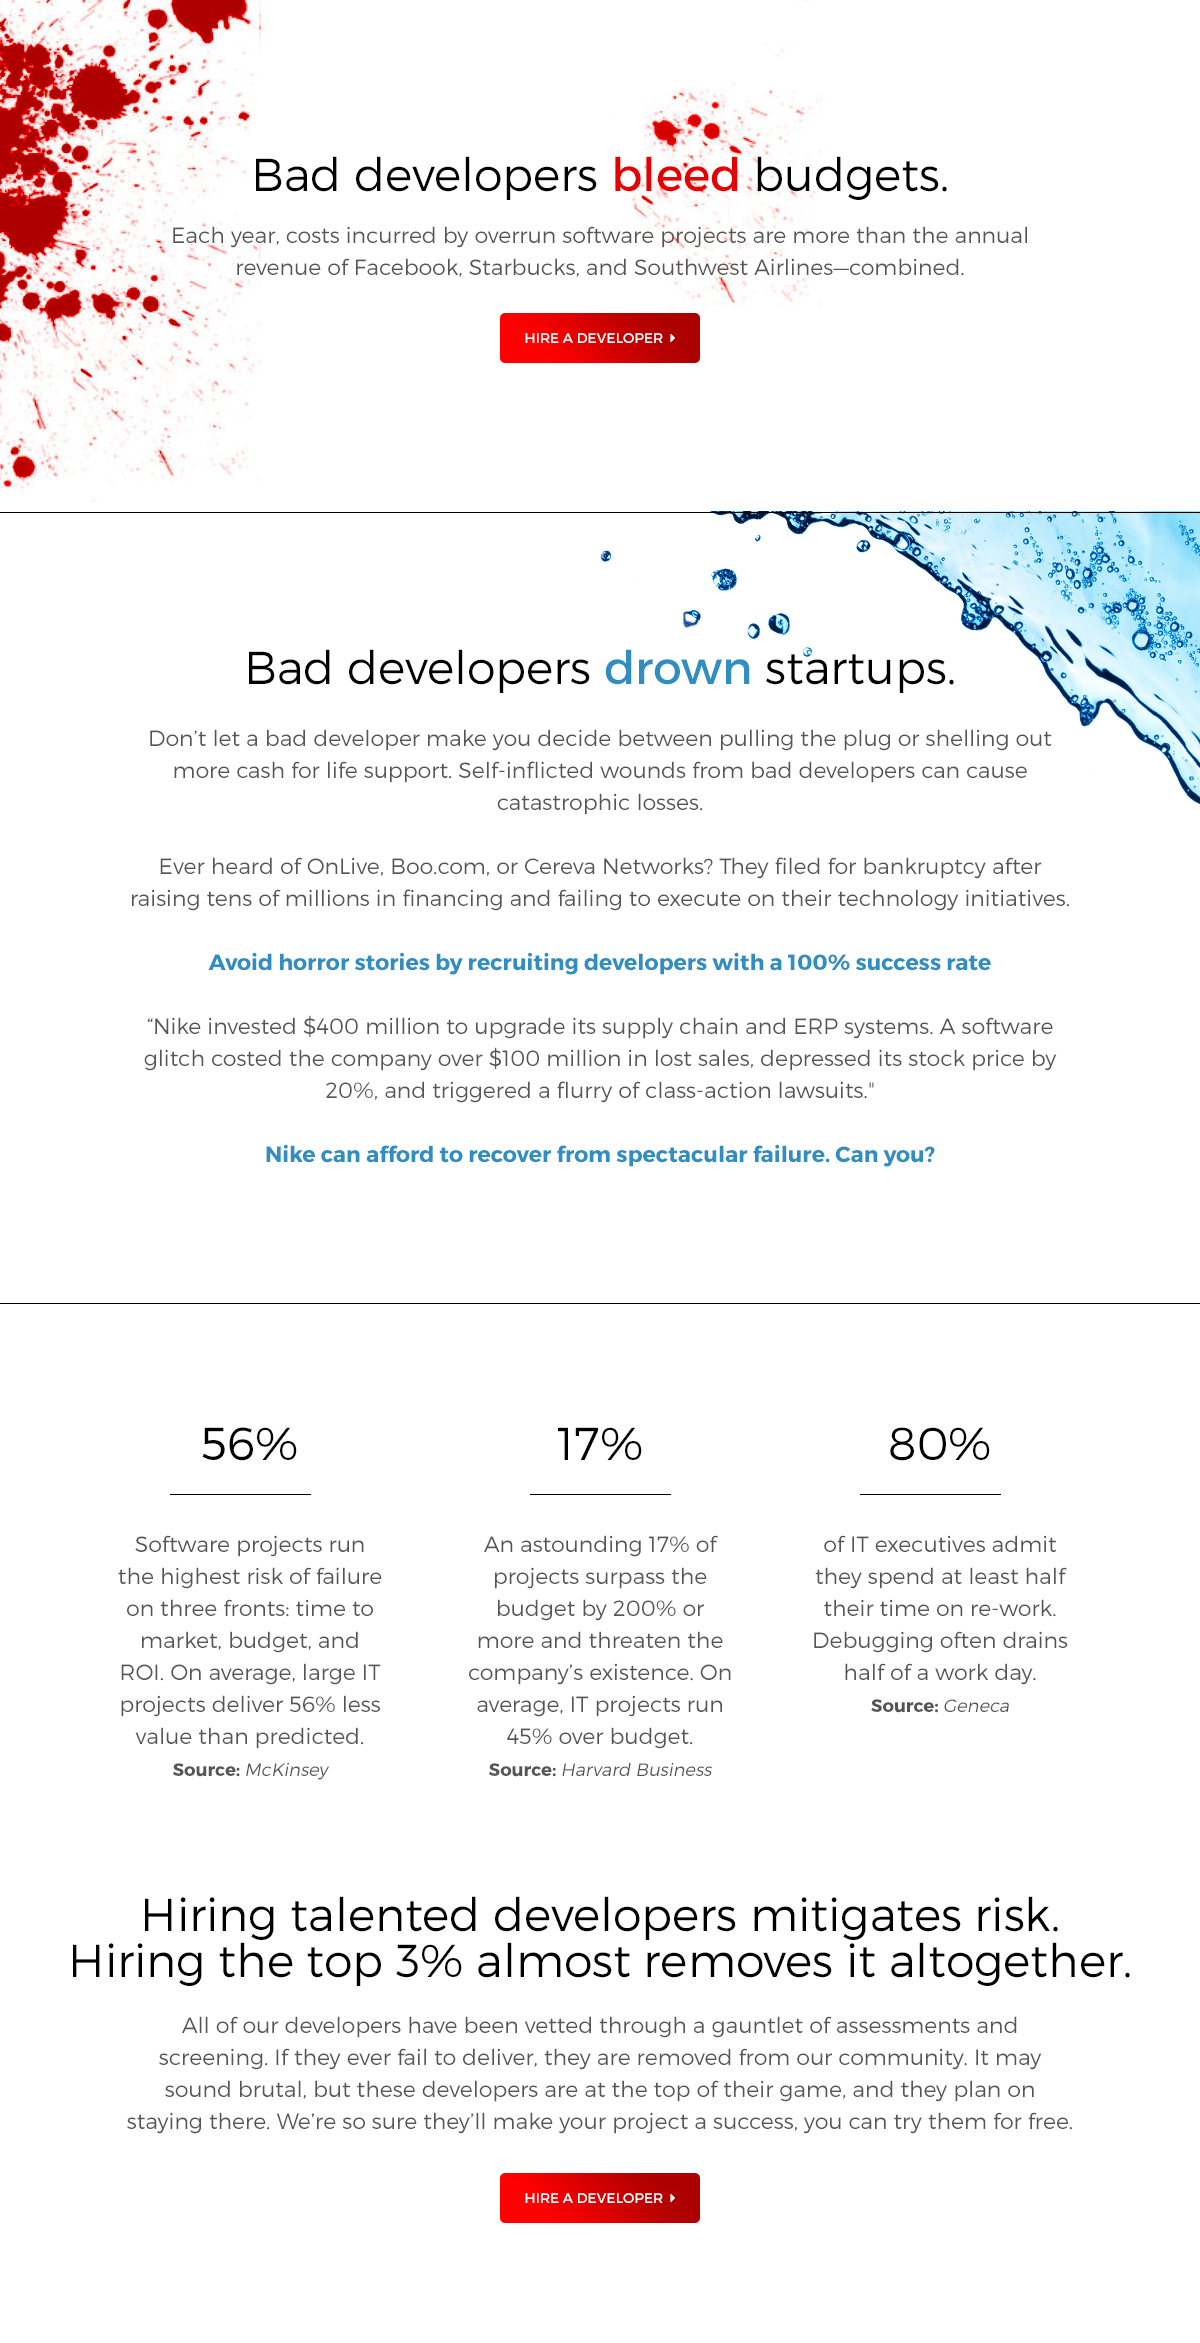 Bad developers bleed budgets.
Each year, costs incurred by overrun software projects are more than the annual
revenue of Facebook, Starbucks, and Southwest Airlines—combined.
HIRE A DEVELOPER
Bad developers drown startups.
Don’t let a bad developer make you decide between pulling the plug or shelling out
more cash for life support. Self-inflicted wounds from bad developers can cause
catastrophic losses.
Ever heard of OnLive, Boo.com, or Cereva Networks? They filed for bankruptcy after
raising tens of millions in financing and failing to execute on their technology initiatives.
Avoid horror stories by recruiting developers with a 100% success rate
“Nike invested $400 million to upgrade its supply chain and ERP systems. A software
glitch costed the company over $100 million in lost sales, depressed its stock price by
20%, and triggered a flurry of class-action lawsuits."
Nike can afford to recover from spectacular failure. Can you?
56%
Software projects run
the highest risk of failure
on three fronts: time to
market, budget, and
ROI. On average, large IT
projects deliver 56% less
value than predicted.
Source: McKinsey
17%
An astounding 17% of
projects surpass the
budget by 200% or
more and threaten the
company’s existence. On
average, IT projects run
45% over budget.
Source: Harvard Business
80%
of IT executives admit
they spend at least half
their time on re-work.
Debugging often drains
half of a work day.
Source: Geneca
Hiring talented developers mitigates risk.
Hiring the top 3% almost removes it altogether.
All of our developers have been vetted through a gauntlet of assessments and
screening. If they ever fail to deliver, they are removed from our community. It may
sound brutal, but these developers are at the top of their game, and they plan on
staying there. We’re so sure they’ll make your project a success, you can try them for free.
HIRE A DEVELOPER